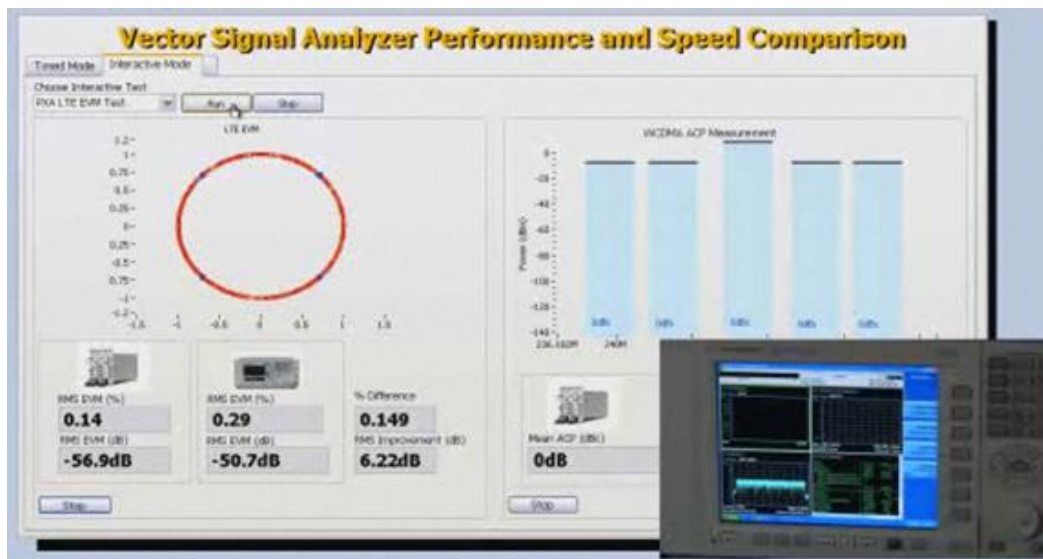 Vector Signal Analyzer Performance and Speed Comparison
Timed Mode Interactive Mode
Choose Interactive Test
PXA LTE EVM Test Run Stop
LTE EVM
1.2
1
0.75
0.5
0.25
0
0.25
-0.5
0.75
-1
-1.2
-1.5 -1 -0.5 0 0.5 1 1.5
WCDMA ACP Measurement
Power (dBc)
0
-20
-40
-60
-80
-100
-120
-140
0dBc 0dBc 0dBc 0dBc 0dBc
240M
RMS EVM (%)
0.14
RMS EVM (dB)
-56.9dB
RMS EVM (%)
0.29
RMS EVM (dB)
-50.7dB
% Difference
0.149
RMS Improvement (dB)
6.22dB
Mean ACP (dBc)
0dB
Stop
Stop